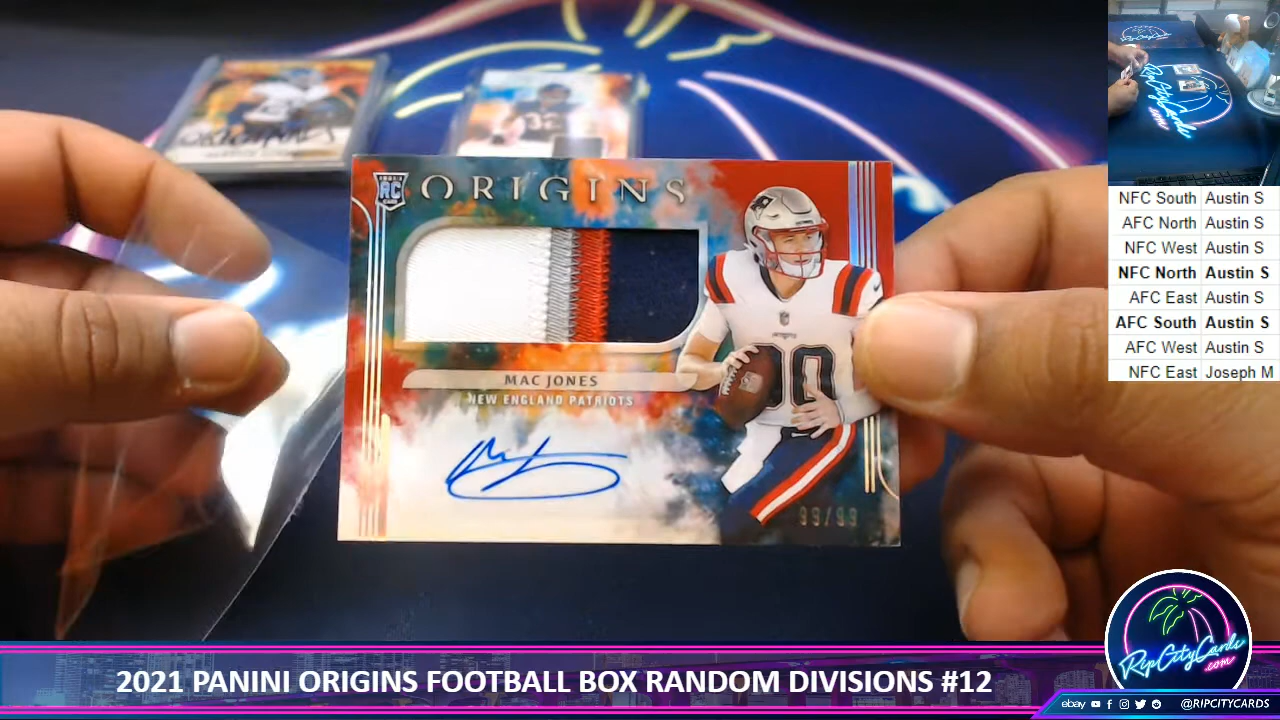 RC
ORIGINS
MAC JONES
NEW ENGLAND PATRIOTS
99/99
32
NFC South Austin S
AFC North Austin S
NFC West Austin S
NFC North Austin S
AFC East Austin S
AFC South Austin S
AFC West Austin S
NFC East Joseph M
RipCityCards
.com
2021 PANINI ORIGINS FOOTBALL BOX RANDOM DIVISIONS #12
ebay @RIPCITYCARDS